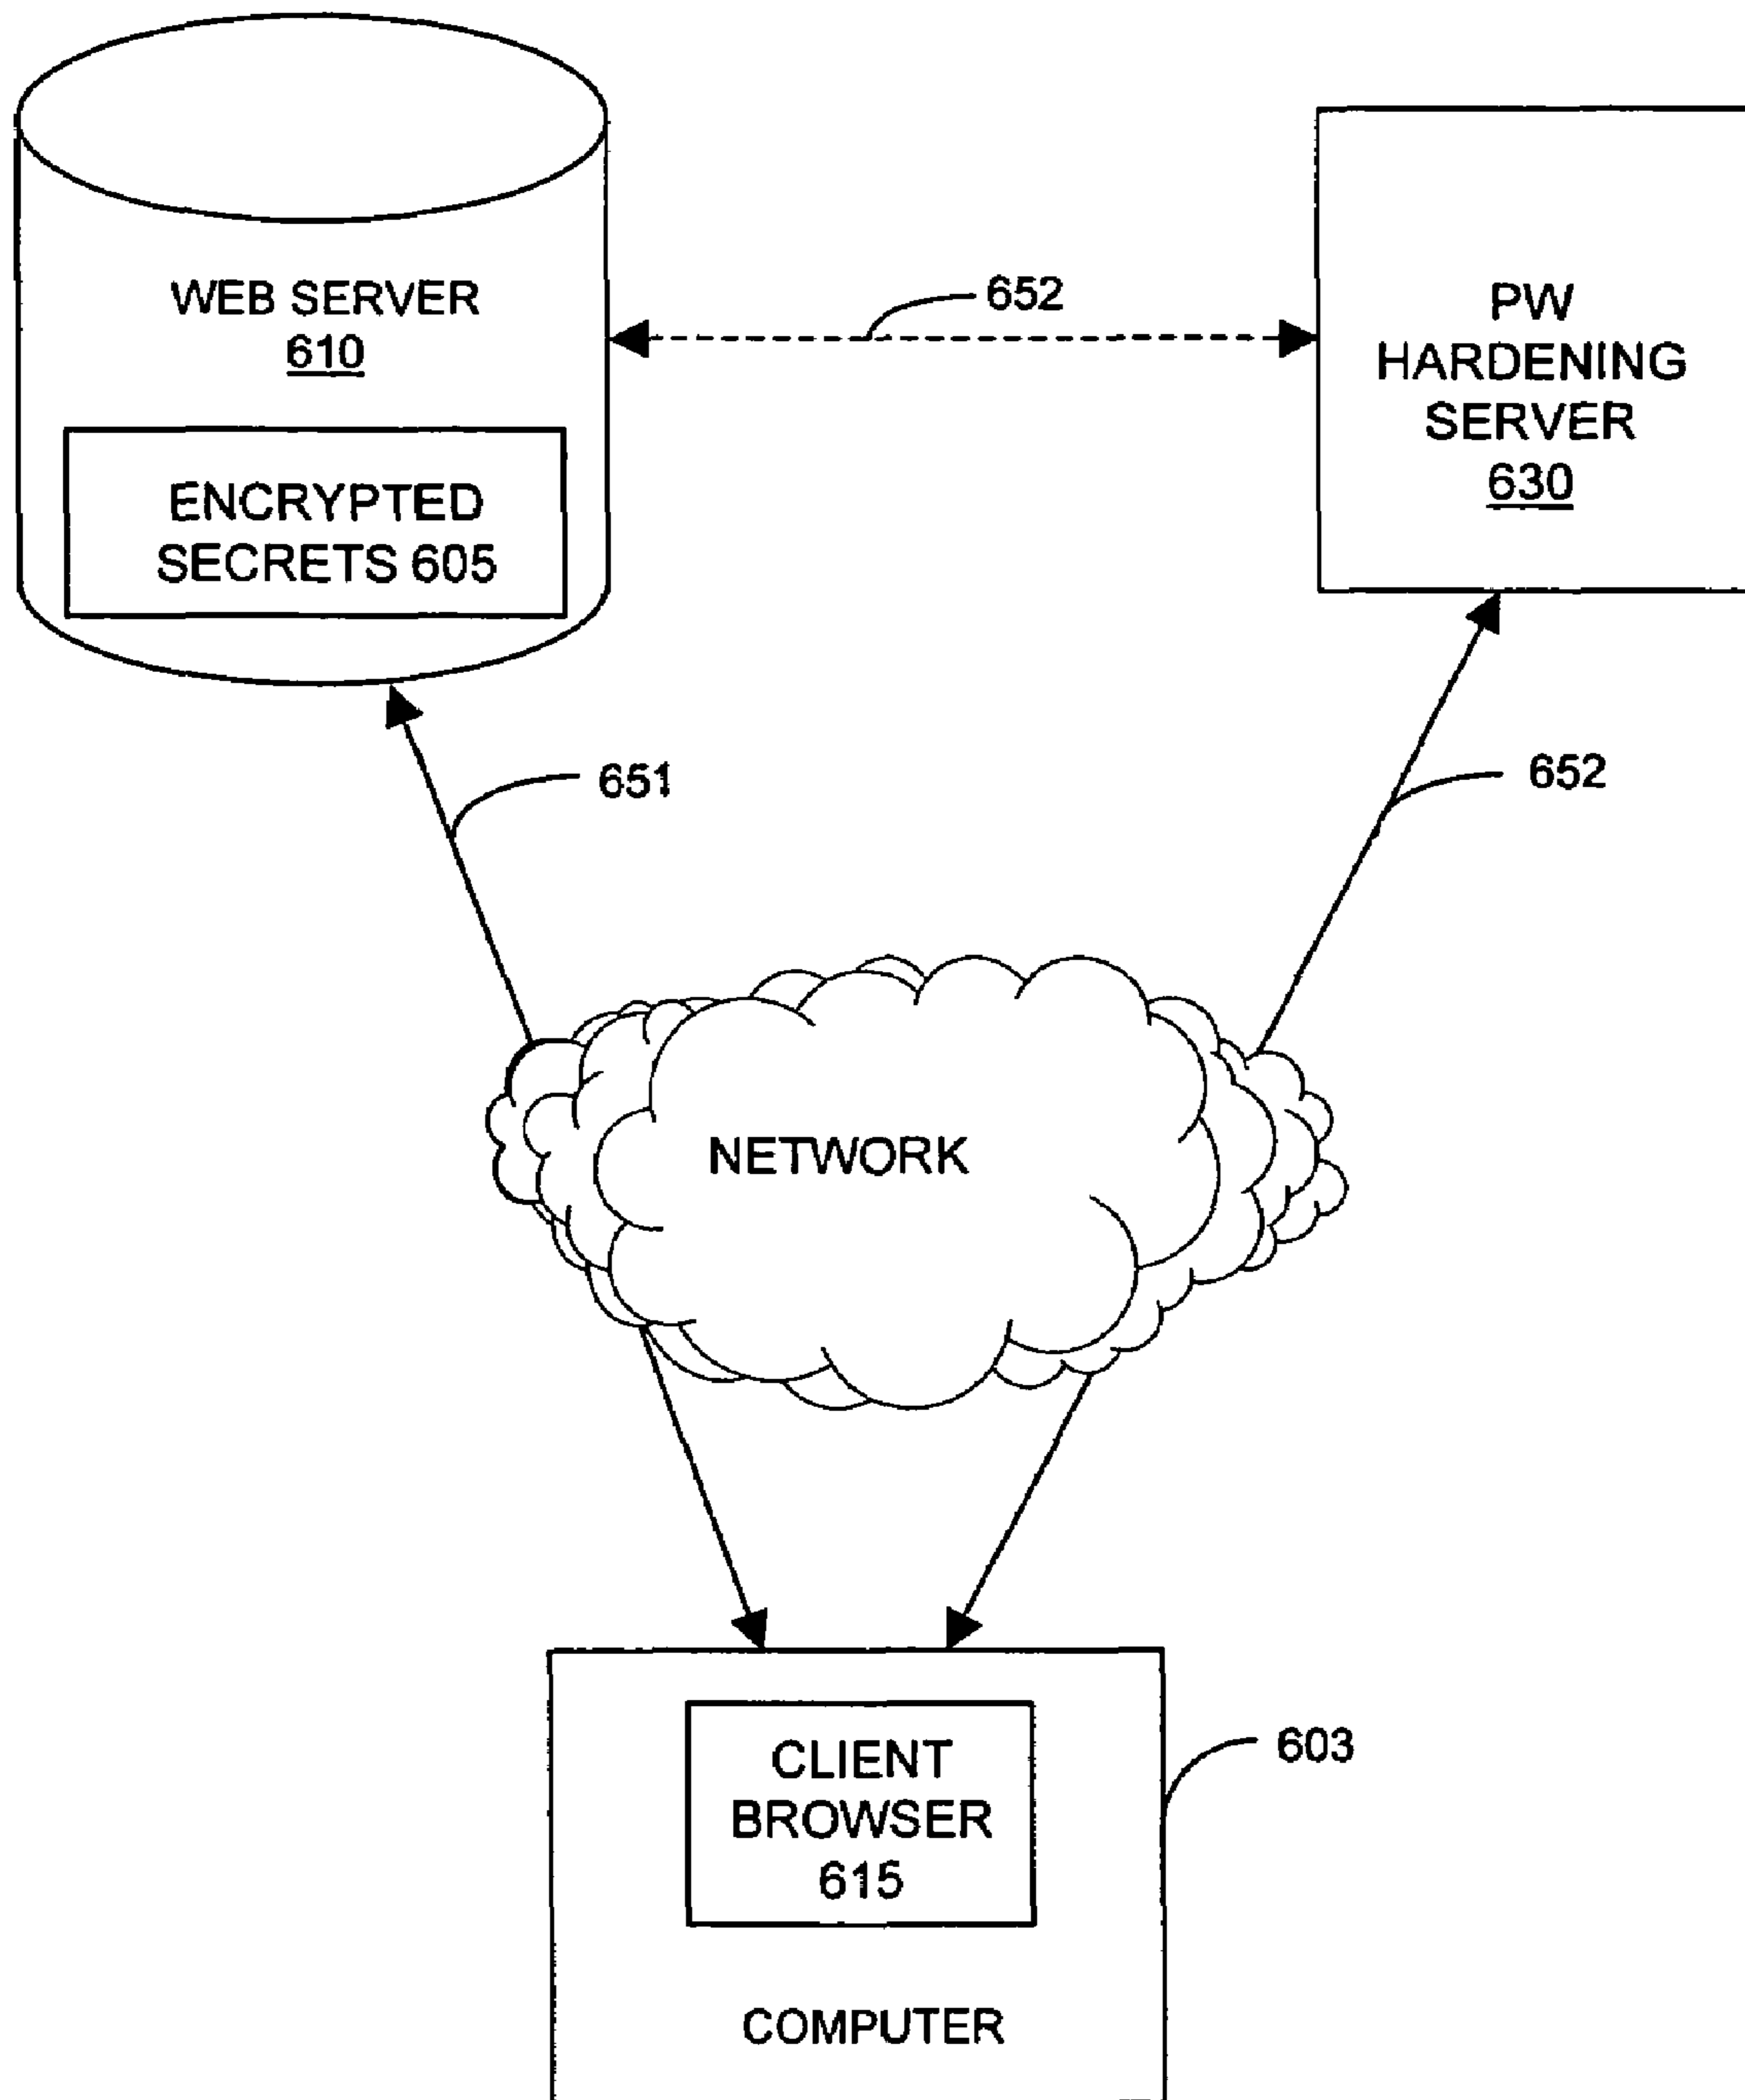 WEB SERVER
610
ENCRYPTED
SECRETS 605
652
PW
HARDENING
SERVER
630
651
652
NETWORK
CLIENT
BROWSER
615
603
COMPUTER